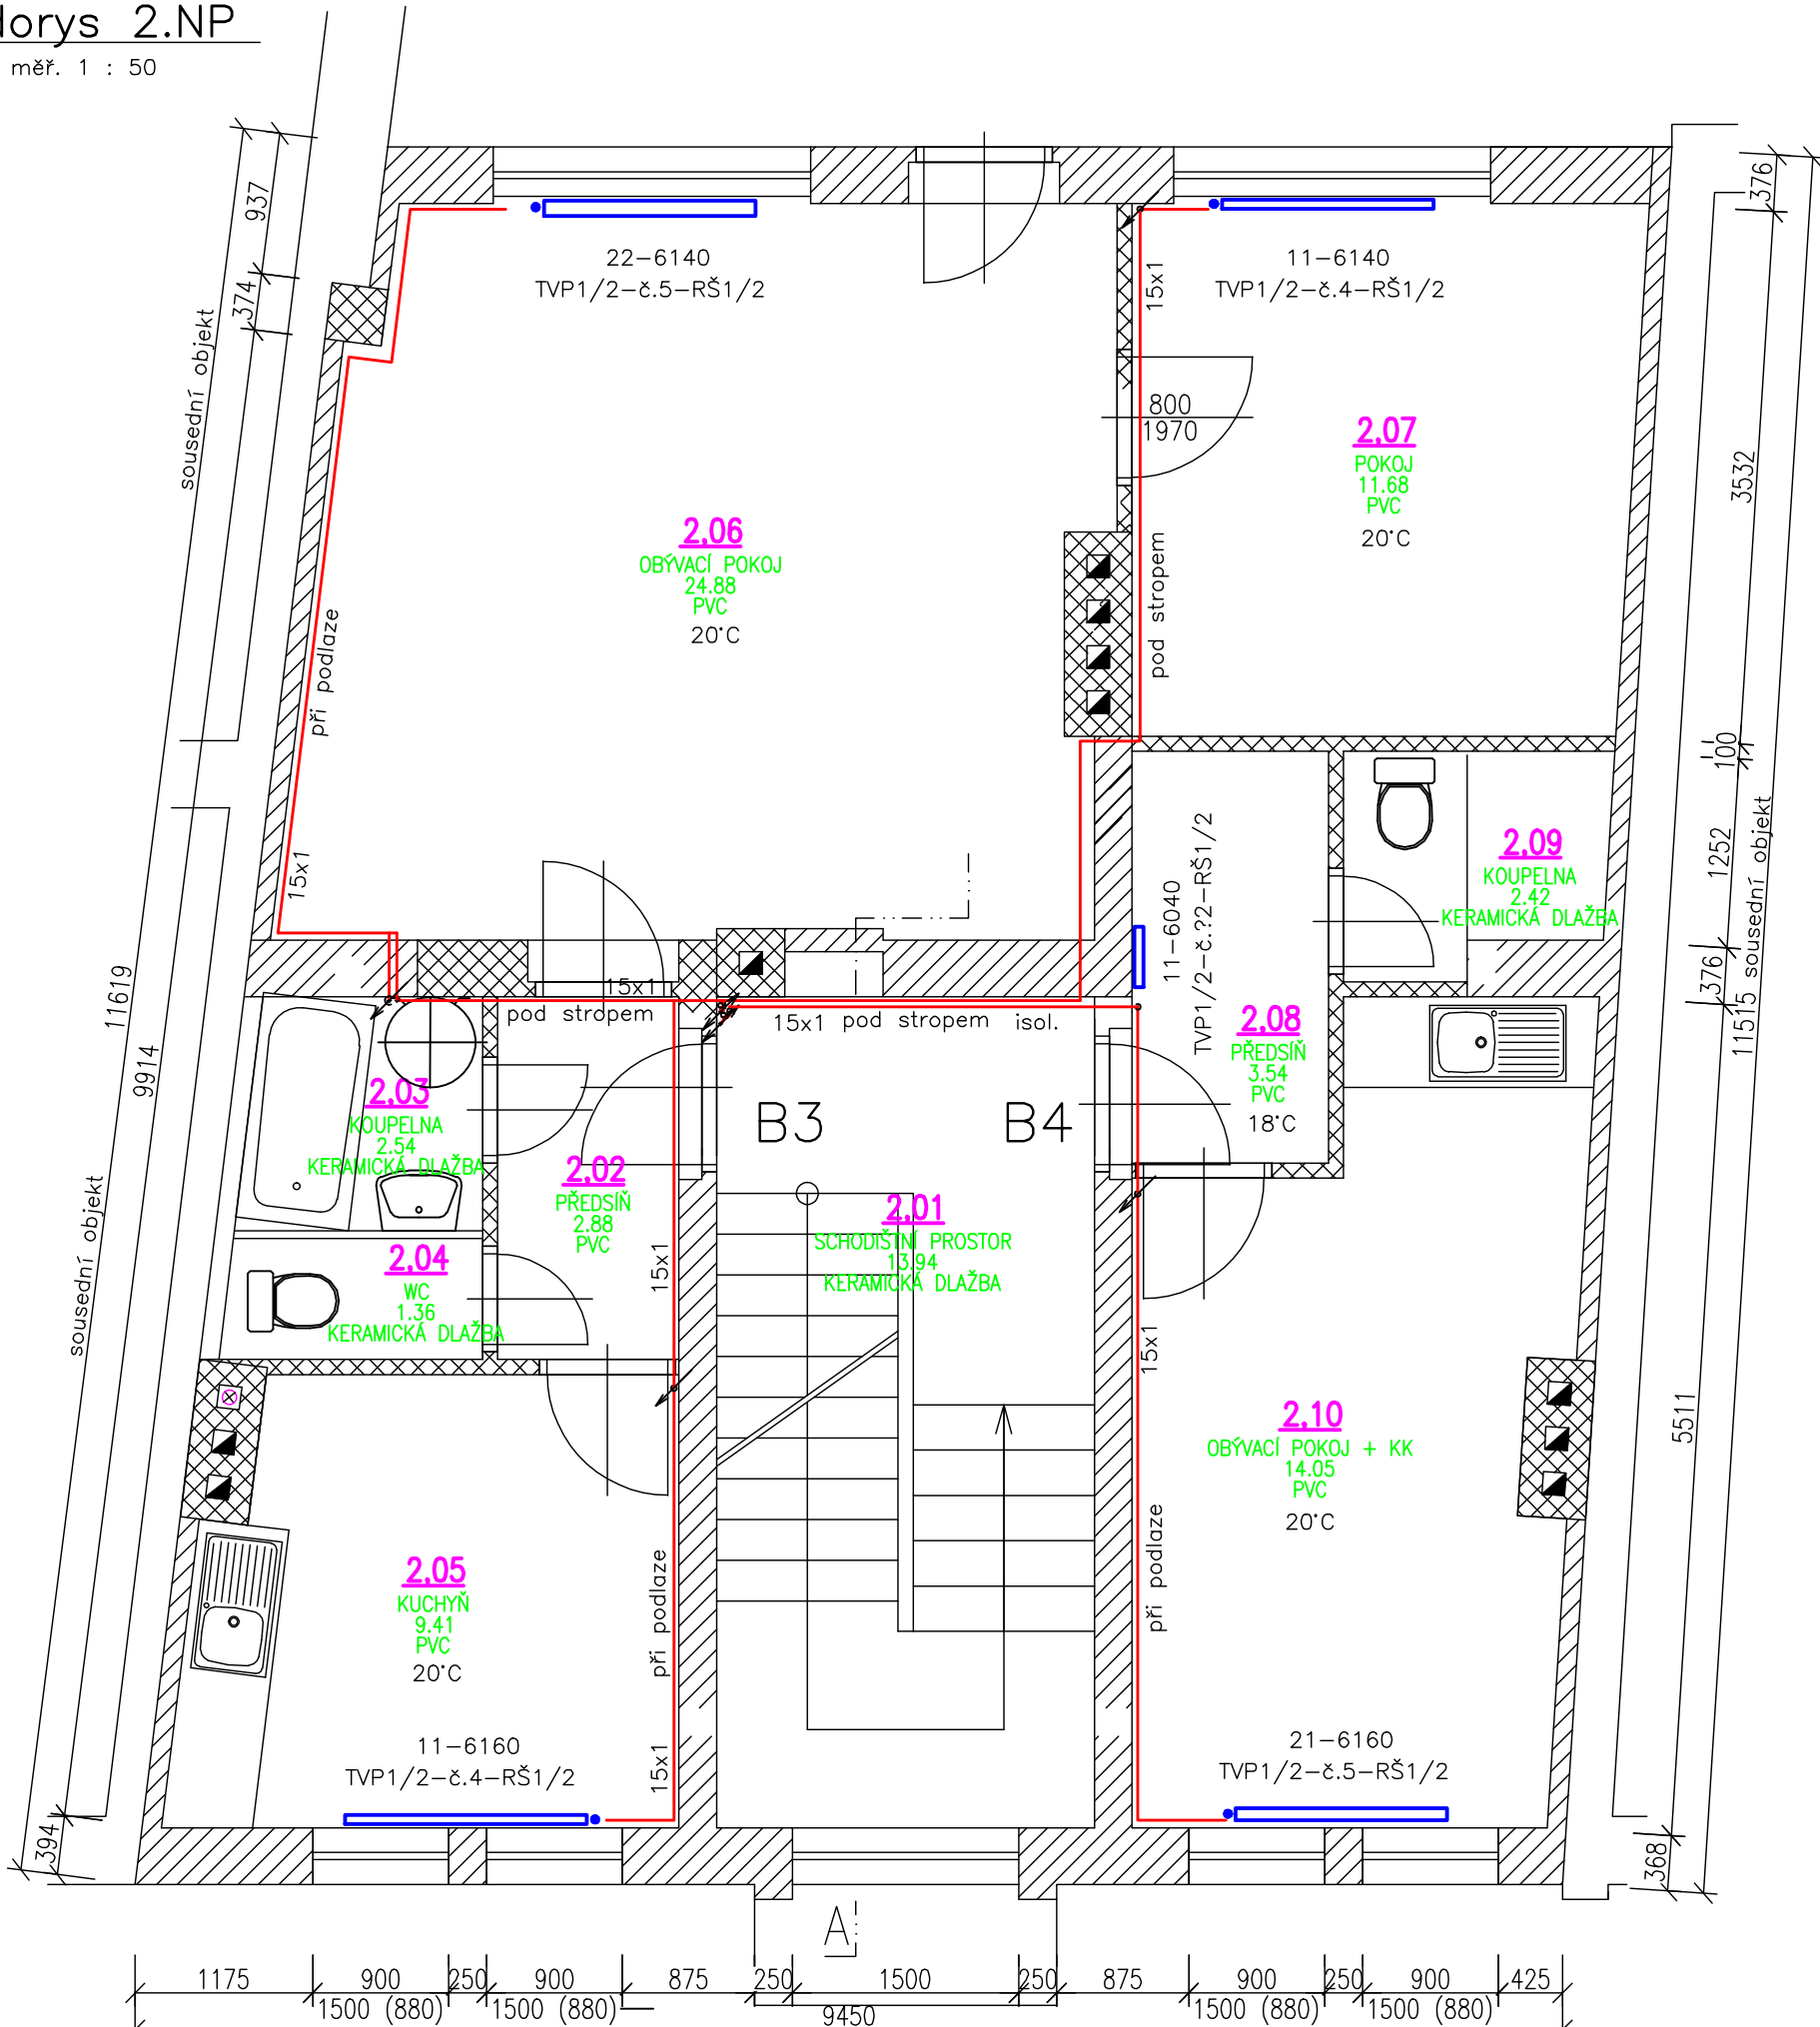 dorys 2.NP
měř. 1 : 50
937
374
sousední objekt
11619
9914
sousední objekt
394
22-6140
TVP1/2-č.5-RŠ1/2
11-6140
TVP1/2-č.4-RŠ1/2
15x1
800
1970
2.07
POKOJ
11.68
PVC
20°C
2.06
OBÝVACÍ POKOJ
24.88
PVC
20°C
pod stropem
při podlaze
15x1
376
3532
100
1252
376
sousední objekt
11515
5511
368
11-6040
TVP1/2-č.??2-RŠ1/2
2.09
KOUPELNA
2.42
KERAMICKÁ DLAŽBA
15x1
pod stropem
15x1 pod stropem isol.
2.08
PŘEDSÍŇ
3.54
PVC
18°C
2.03
KOUPELNA
2.54
KERAMICKÁ DLAŽBA
B3
B4
2.02
PŘEDSÍŇ
2.88
PVC
2.01
SCHODIŠTNÍ PROSTOR
13.94
KERAMICKÁ DLAŽBA
2.04
WC
1.36
KERAMICKÁ DLAŽBA
15x1
15x1
2.10
OBÝVACÍ POKOJ + KK
14.05
PVC
20°C
2.05
KUCHYŇ
9.41
PVC
20°C
při podlaze
při podlaze
15x1
11-6160
TVP1/2-č.4-RŠ1/2
21-6160
TVP1/2-č.5-RŠ1/2
A
1175 900 250 900 875 250 1500 250 875 900 250 900 425
1500 (880) 1500 (880) 9450 1500 (880) 1500 (880)